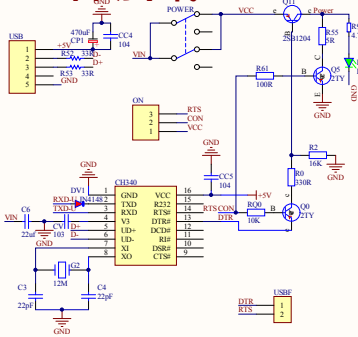 GND
POWER
Q11
VCC
e
c
Power
2SB1204
B
470uF
CP1
CC4
104
USB
+5V
1
2
3
4
5
R52
33R
D-
R53
33R
D+
GND
VIN
R55
5R
R61
100R
B
C
Q5
2TY
E
GND
GND
ON
3
2
1
RTS
CON
VCC
GND
CC5
104
R2
16K
GND
R0
330R
GND
DV1
IN4148
CH340
RXD-U
TXD-U
1
2
3
4
5
6
7
8
GND
TXD
RXD
V3
UD+
UD-
XI
XO
VCC
R232
RTS#
DTR#
DCD#
RI#
DSR#
CTS#
16
15
14
13
12
11
10
9
+5V
RTS CON
DTR
RQ0
10K
B
c
Q0
2TY
e
VIN
C6
22uf
103
D+
D-
GND
G2
12M
C3
22pF
C4
22pF
GND
USBF
DTR
RTS
1
2